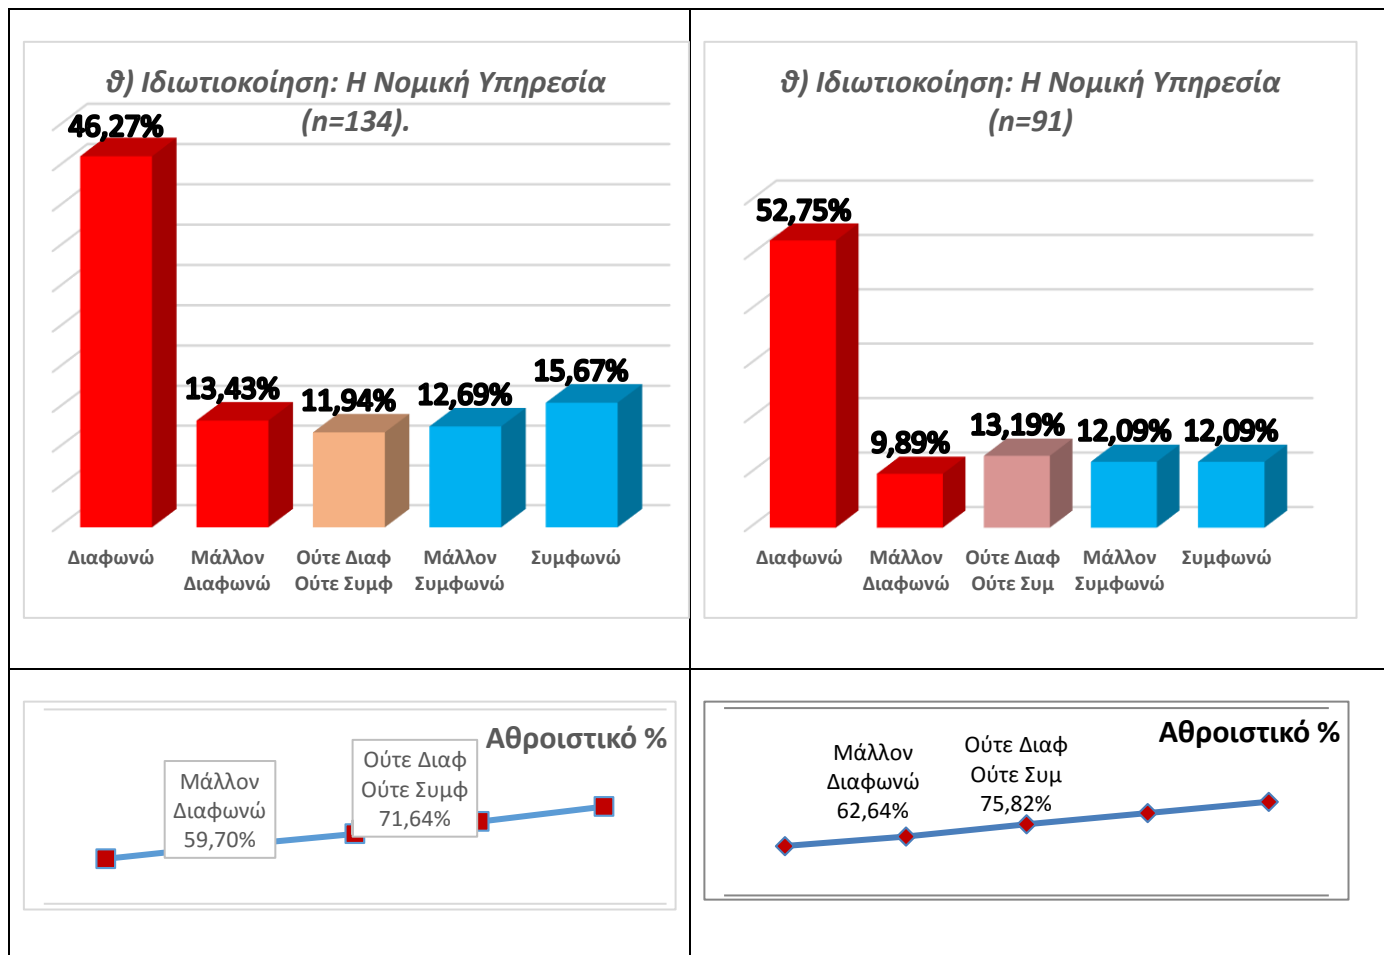 ϑ) Ιδιωτιοκοίηση: Η Νομική Υπηρεσία
(n=134).
46,27%
13,43%
11,94%
12,69%
15,67%
Διαφωνώ
Μάλλον
Διαφωνώ
Ούτε Διαφ
Ούτε Συμφ
Μάλλον
Συμφωνώ
Συμφωνώ
ϑ) Ιδιωτιοκοίηση: Η Νομική Υπηρεσία
(n=91)
52,75%
9,89%
13,19%
12,09%
12,09%
Διαφωνώ
Μάλλον
Διαφωνώ
Ούτε Διαφ
Ούτε Συμ
Μάλλον
Συμφωνώ
Συμφωνώ
Αθροιστικό %
Μάλλον
Διαφωνώ
59,70%
Ούτε Διαφ
Ούτε Συμφ
71,64%
Αθροιστικό %
Μάλλον
Διαφωνώ
62,64%
Ούτε Διαφ
Ούτε Συμ
75,82%